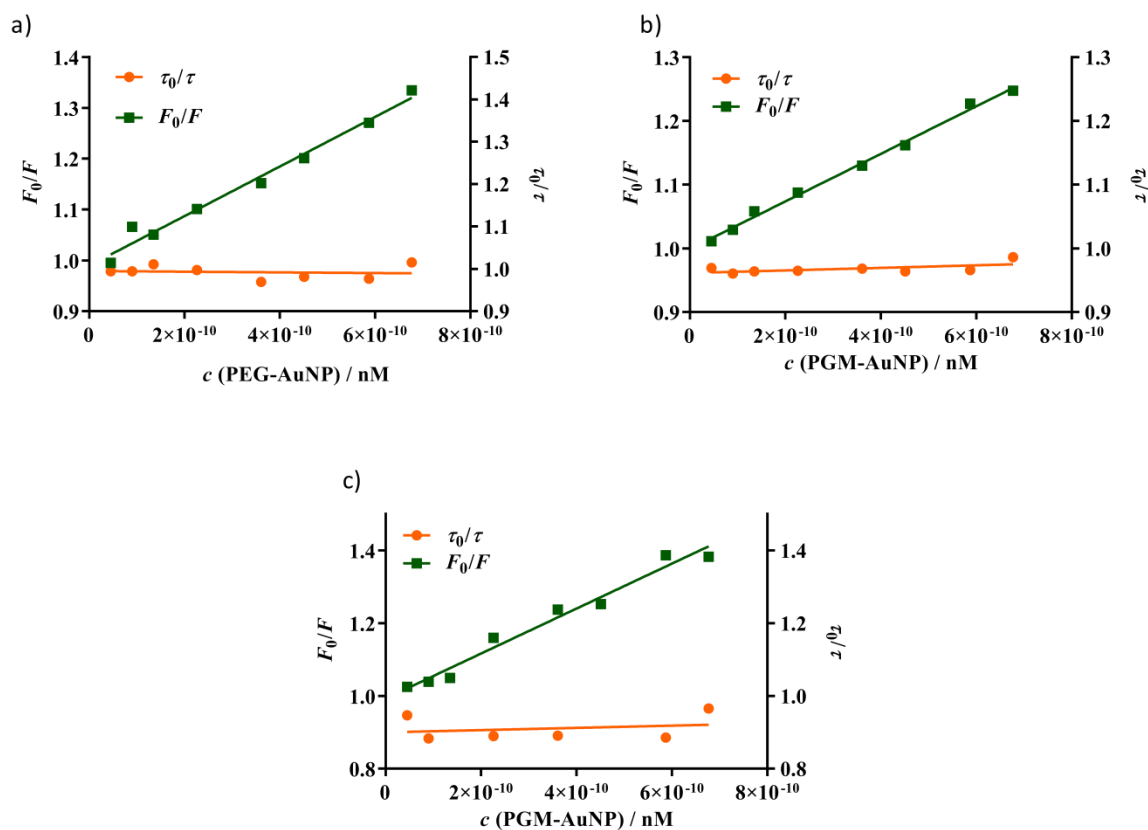 a)
τ₀/τ
F₀/F
1.4
1.3
1.2
1.1
1.0
0.9
F₀/F
1.5
1.4
1.3
1.2
1.1
1.0
0.9
τ₀/τ
0 2×10⁻¹⁰ 4×10⁻¹⁰ 6×10⁻¹⁰ 8×10⁻¹⁰
c (PEG-AuNP) / nM
b)
τ₀/τ
F₀/F
1.4
1.3
1.2
1.1
1.0
0.9
F₀/F
1.3
1.2
1.1
1.0
0.9
τ₀/τ
0 2×10⁻¹⁰ 4×10⁻¹⁰ 6×10⁻¹⁰ 8×10⁻¹⁰
c (PGM-AuNP) / nM
c)
τ₀/τ
F₀/F
1.4
1.2
1.0
0.8
F₀/F
1.4
1.2
1.0
0.8
τ₀/τ
0 2×10⁻¹⁰ 4×10⁻¹⁰ 6×10⁻¹⁰ 8×10⁻¹⁰
c (PGM-AuNP) / nM